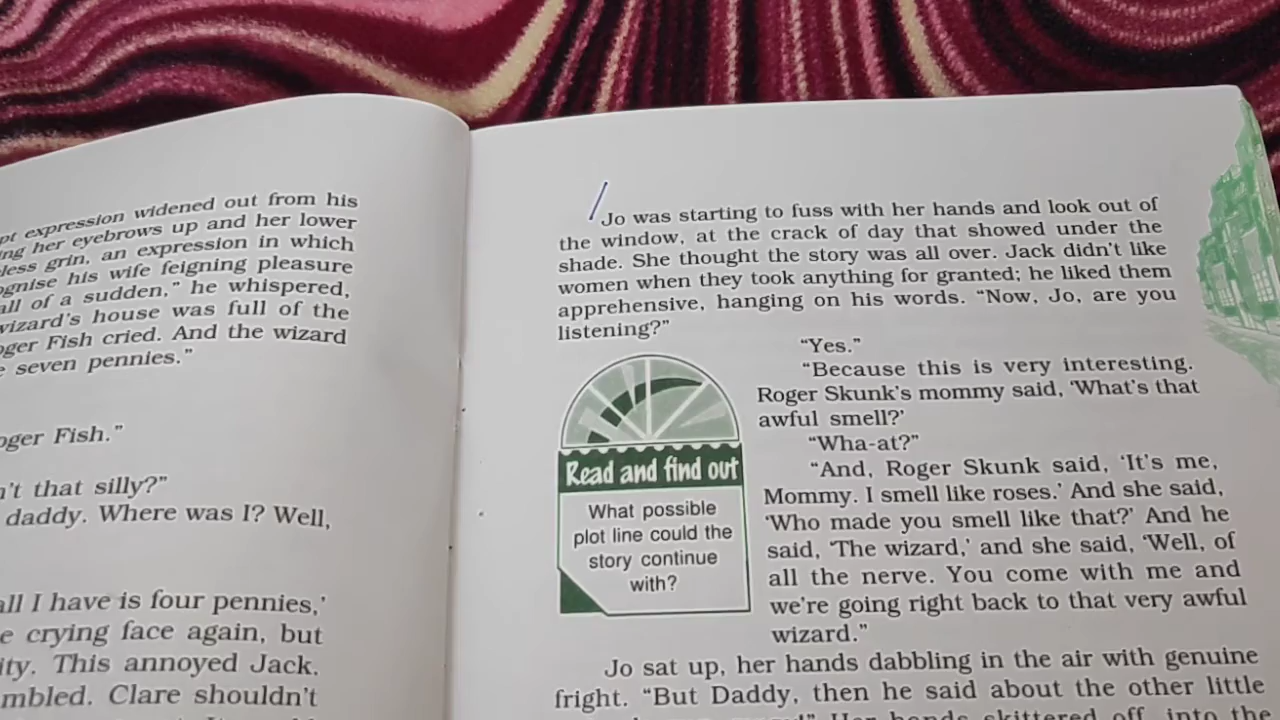 pt expression widened out from his
ing her eyebrows up and her lower
less grin, an expression in which
ognise his wife feigning pleasure
all of a sudden,” he whispered,
wizard’s house was full of the
oger Fish cried. And the wizard
e seven pennies.”
oger Fish.”
n’t that silly?”
daddy. Where was I? Well,
all I have is four pennies,’
e crying face again, but
ity. This annoyed Jack.
mbled. Clare shouldn’t
Jo was starting to fuss with her hands and look out of
the window, at the crack of day that showed under the
shade. She thought the story was all over. Jack didn’t like
women when they took anything for granted; he liked them
apprehensive, hanging on his words. “Now, Jo, are you
listening?”
“Yes.”
“Because this is very interesting.
Roger Skunk’s mommy said, ‘What’s that
awful smell?’
“Wha-at?”
“And, Roger Skunk said, ‘It’s me,
Mommy. I smell like roses.’ And she said,
‘Who made you smell like that?’ And he
said, ‘The wizard,’ and she said, ‘Well, of
all the nerve. You come with me and
we’re going right back to that very awful
wizard.”
Read and find out
What possible
plot line could the
story continue
with?
Jo sat up, her hands dabbling in the air with genuine
fright. “But Daddy, then he said about the other little
Her hands skittered off, into the